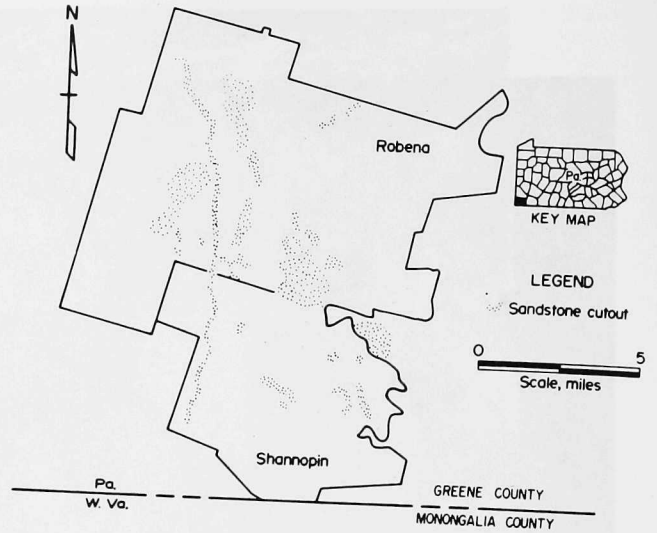 N
Robena
Pa.
KEY MAP
LEGEND
Sandstone cutout
0 5
Scale, miles
Shannopin
Pa.
W. Va.
GREENE COUNTY
MONONGALIA COUNTY